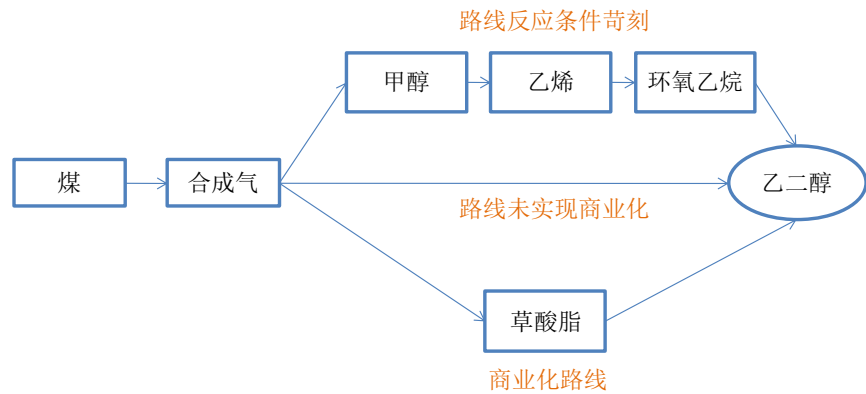 路线反应条件苛刻
甲醇
乙烯
环氧乙烷
煤
合成气
乙二醇
路线未实现商业化
草酸脂
商业化路线